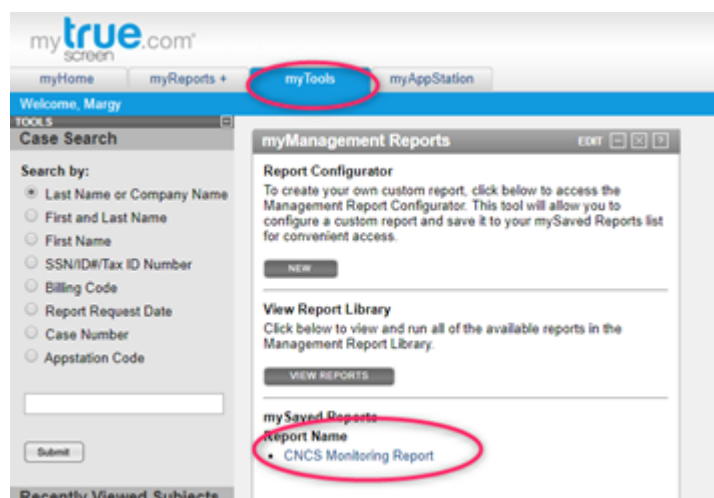 mytrue.com
screen
myHome
myReports +
myTools
myAppStation
Welcome, Margy
TOOLS
Case Search
Search by:
Last Name or Company Name
First and Last Name
First Name
SSN/ID#/Tax ID Number
Billing Code
Report Request Date
Case Number
Appstation Code
Submit
Recently Viewed Subjects
myManagement Reports
EDIT
Report Configurator
To create your own custom report, click below to access the
Management Report Configurator. This tool will allow you to
configure a custom report and save it to your mySaved Reports list
for convenient access.
NEW
View Report Library
Click below to view and run all of the available reports in the
Management Report Library.
VIEW REPORTS
mySaved Reports
Report Name
• CNCS Monitoring Report